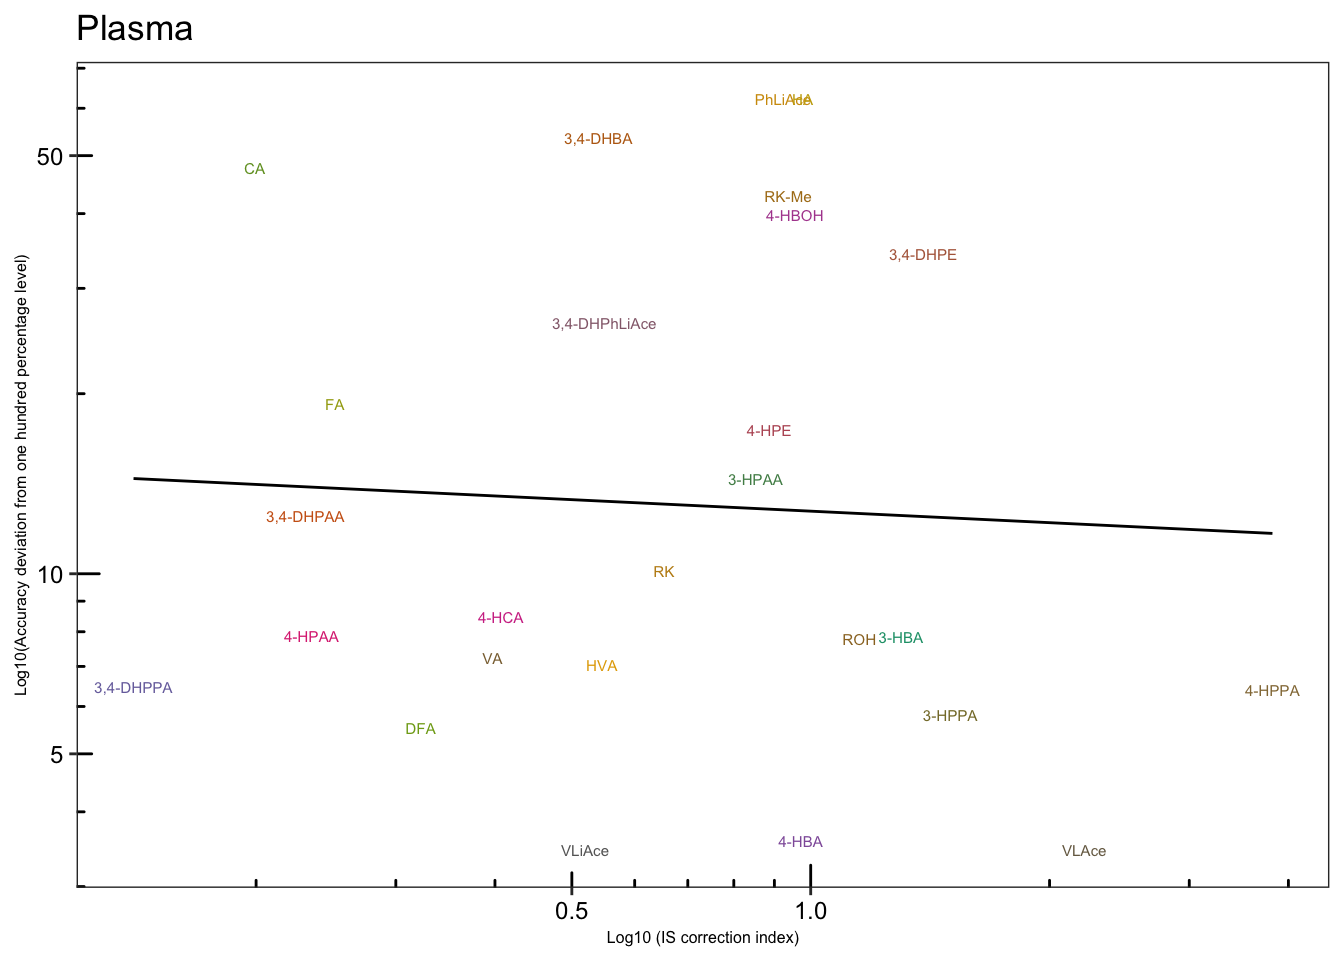 Plasma
PhLiAce HA
3,4-DHBA
50
CA
RK-Me
4-HBOH
3,4-DHPE
3,4-DHPhLiAce
FA
4-HPE
3-HPAA
3,4-DHPAA
10
RK
4-HCA
4-HPAA
ROH 3-HBA
VA
HVA
3,4-DHPPA
4-HPPA
3-HPPA
DFA
5
4-HBA
VLiAce
VLAce
0.5 1.0
Log10 (IS correction index)
Log10(Accuracy deviation from one hundred percentage level)